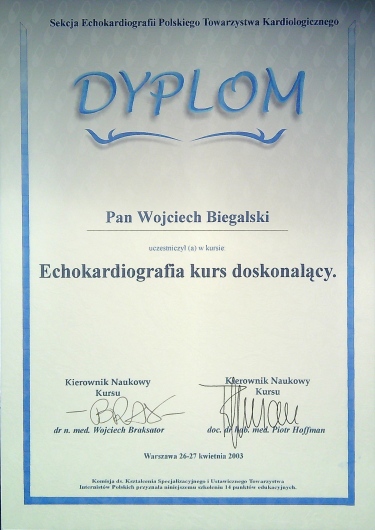 Sekcja Echokardiografii Polskiego Towarzystwa Kardiologicznego
DYPLOM
Pan Wojciech Biegalski
uczestniczył (a) w kursie:
Echokardiografia kurs doskonalący.
Kierownik Naukowy
Kursu
dr n. med. Wojciech Braksator
Kierownik Naukowy
Kursu
doc. dr hab. med. Piotr Hoffman
Warszawa 26-27 kwietnia 2003
Komisja ds. Kształcenia Specjalizacyjnego i Ustawicznego Towarzystwa
Internistów Polskich przyznała niniejszemu szkoleniu 14 punktów edukacyjnych.